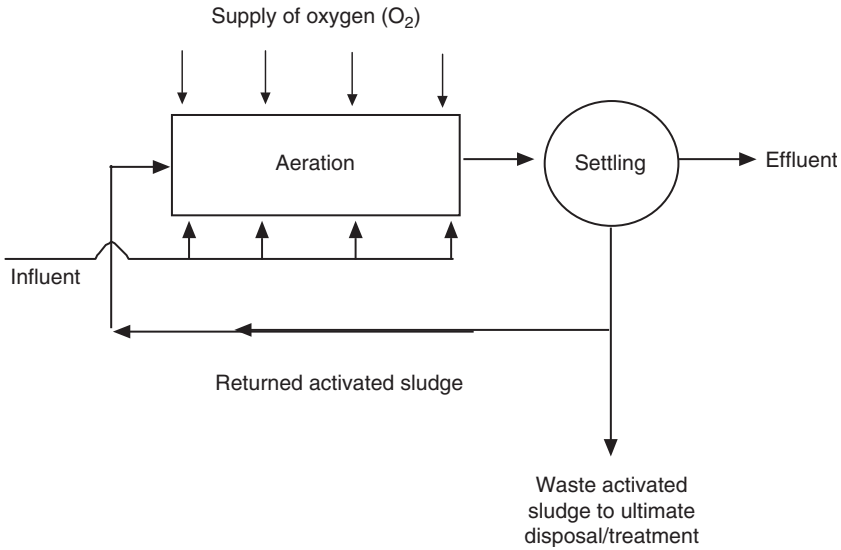 Supply of oxygen (O₂)
Aeration
Settling
Effluent
Influent
Returned activated sludge
Waste activated
sludge to ultimate
disposal/treatment